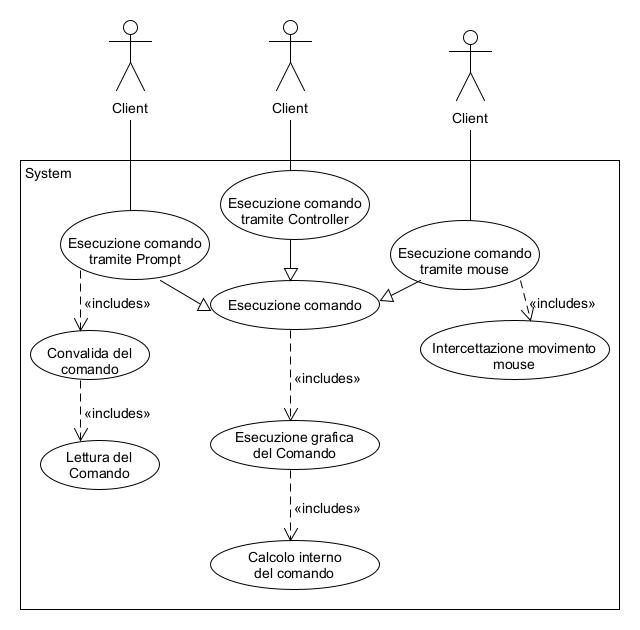 Client
Client
Client
System
Esecuzione comando
tramite Prompt
Esecuzione comando
tramite Controller
Esecuzione comando
tramite mouse
«includes»
Esecuzione comando
«includes»
Convalida del
comando
Intercettazione movimento
mouse
«includes»
«includes»
Lettura del
Comando
Esecuzione grafica
del Comando
«includes»
Calcolo interno
del comando